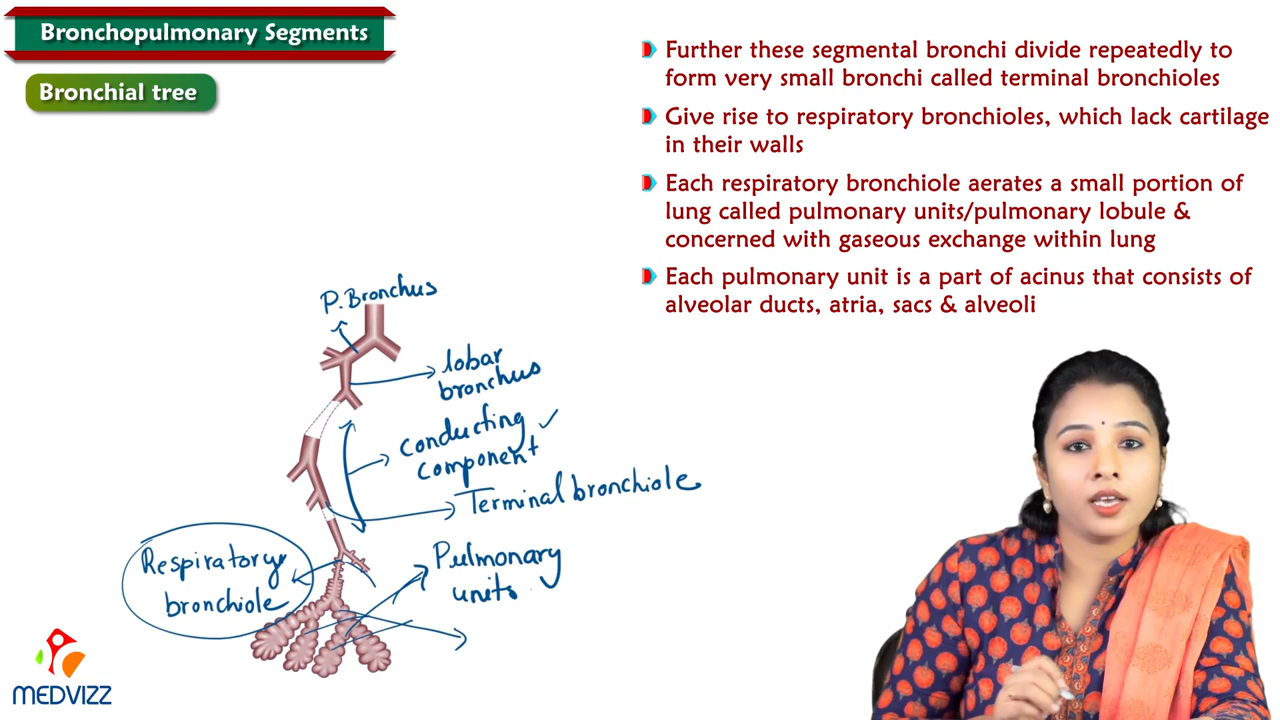 Bronchopulmonary Segments
Bronchial tree
Further these segmental bronchi divide repeatedly to
form very small bronchi called terminal bronchioles
Give rise to respiratory bronchioles, which lack cartilage
in their walls
Each respiratory bronchiole aerates a small portion of
lung called pulmonary units/pulmonary lobule &
concerned with gaseous exchange within lung
Each pulmonary unit is a part of acinus that consists of
alveolar ducts, atria, sacs & alveoli
P. Bronchus
lobar
bronchus
conducting
component
Terminal bronchiole
Respiratory
bronchiole
Pulmonary
units
MEDVIZZ